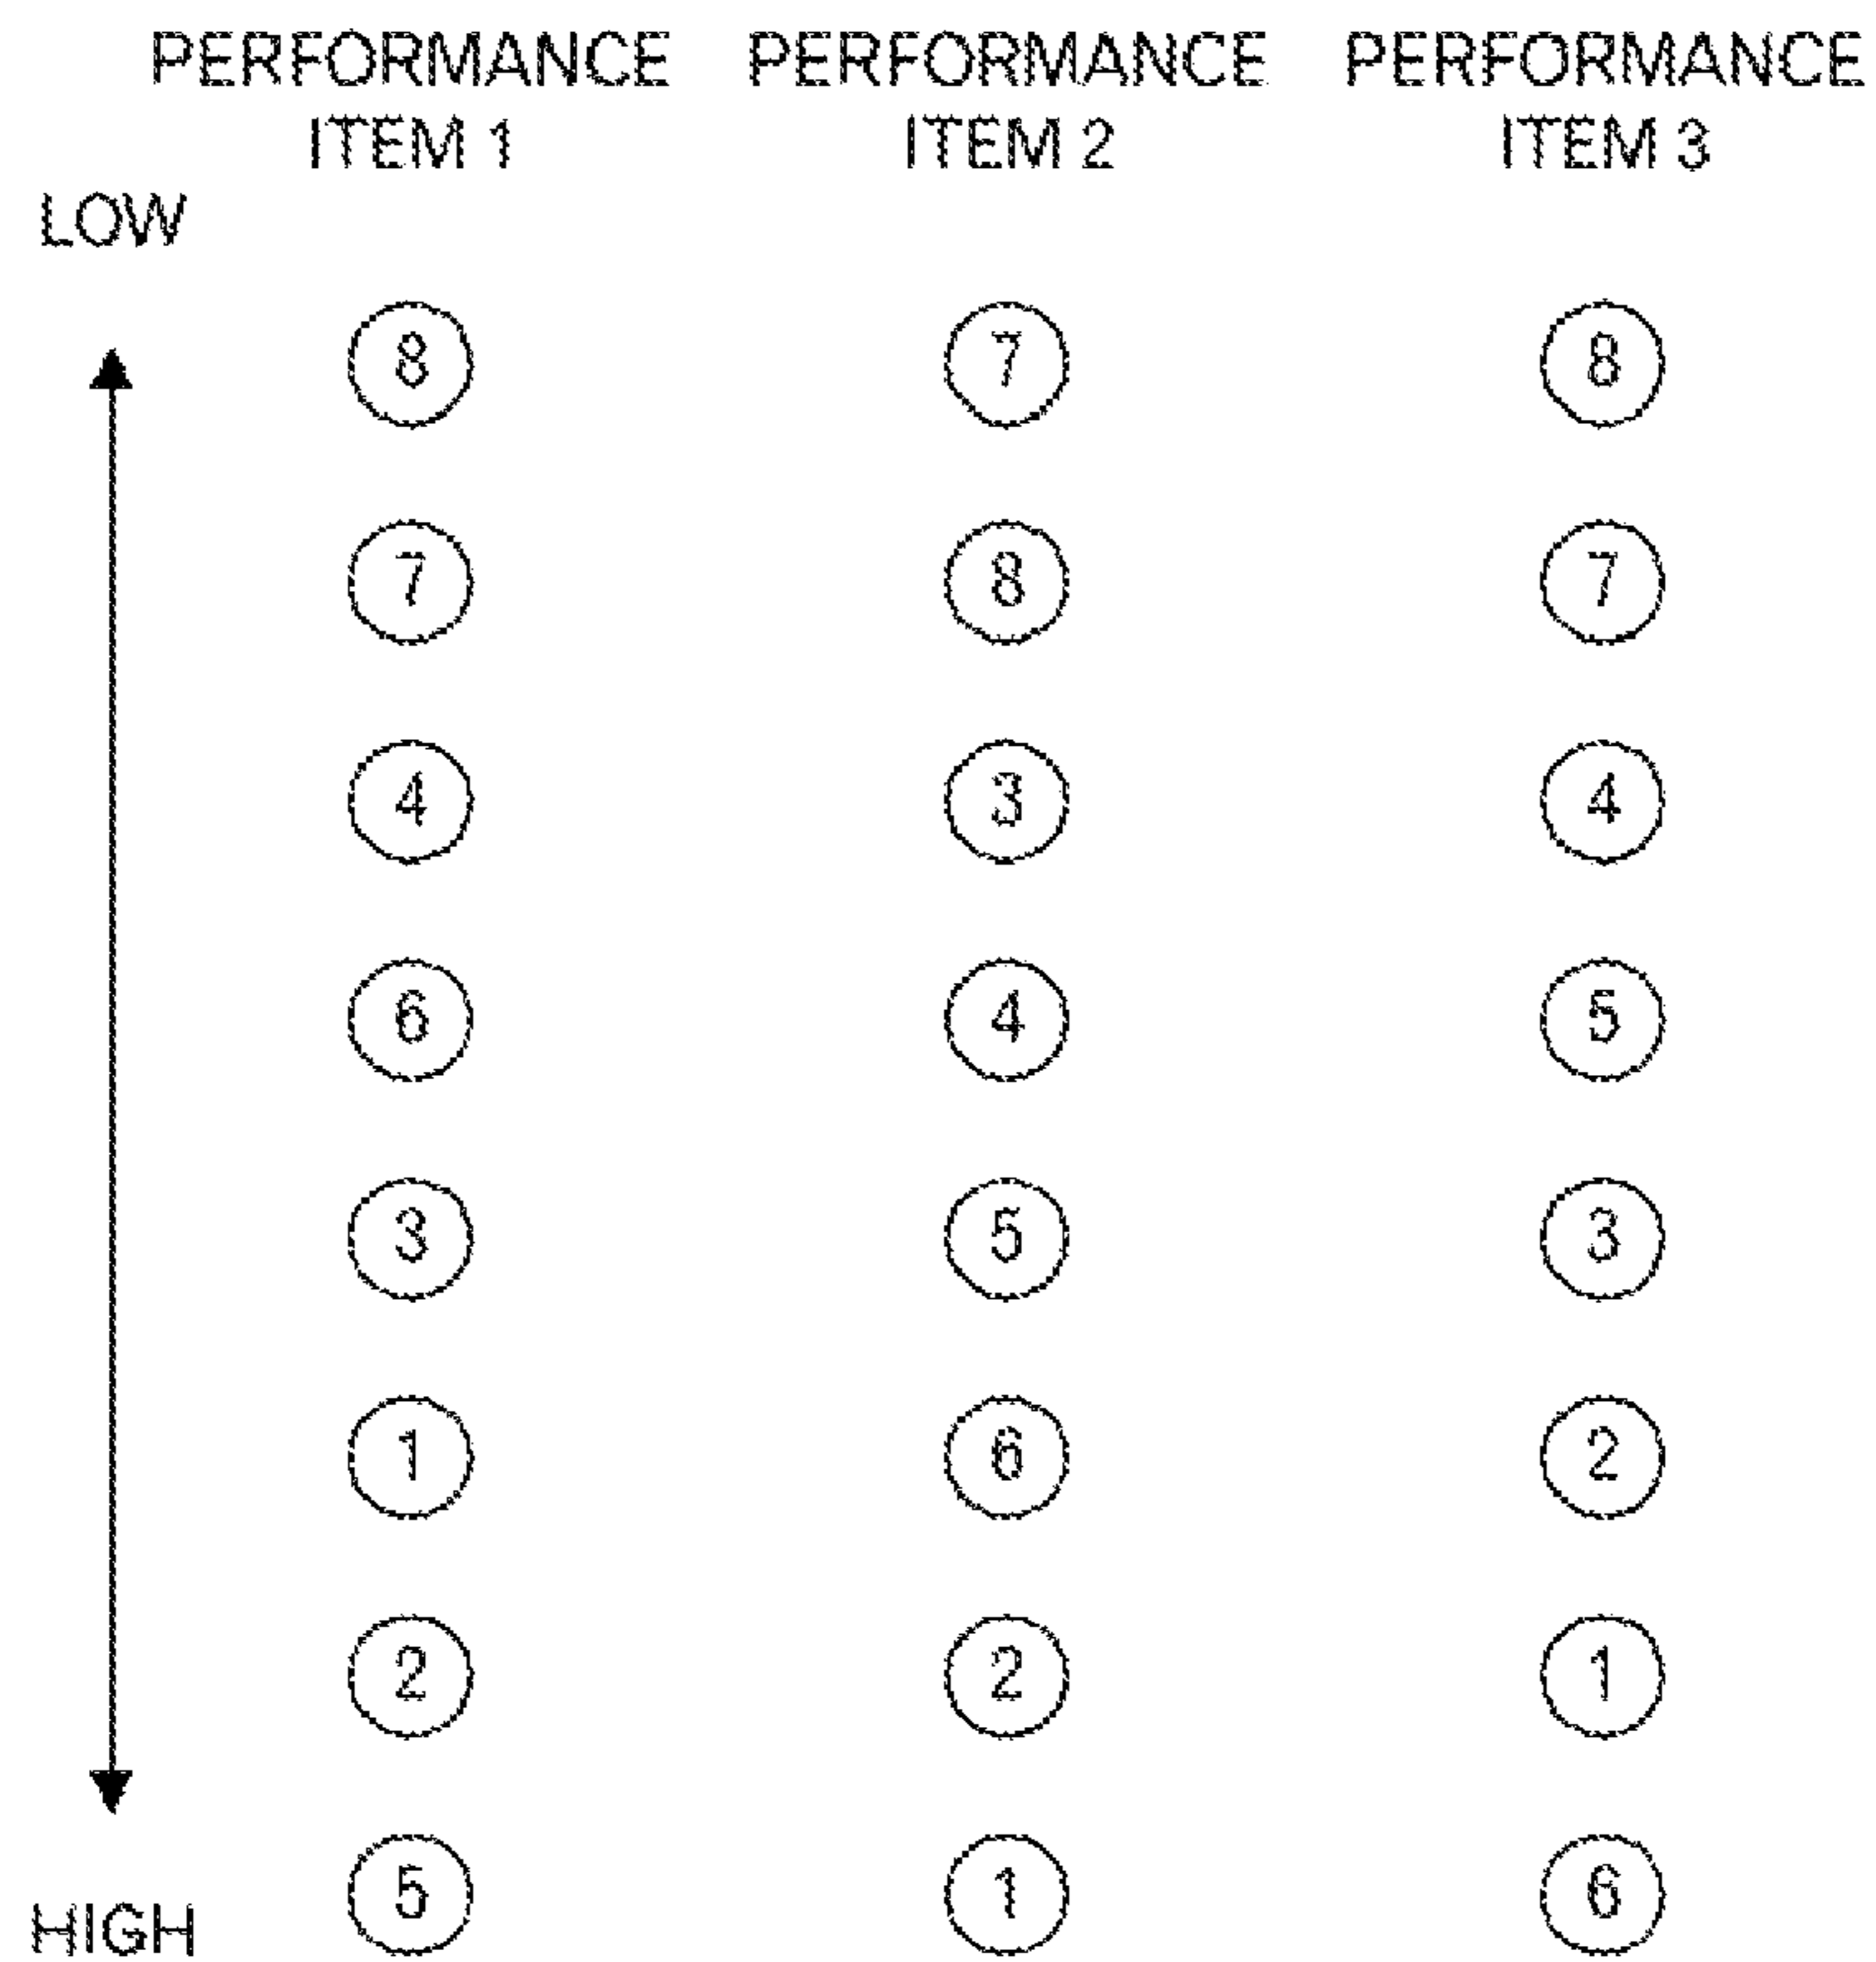 PERFORMANCE PERFORMANCE PERFORMANCE
ITEM 1 ITEM 2 ITEM 3
LOW
8 7 8
7 8 7
4 3 4
6 4 5
3 5 3
1 6 2
2 2 1
5 1 6
HIGH